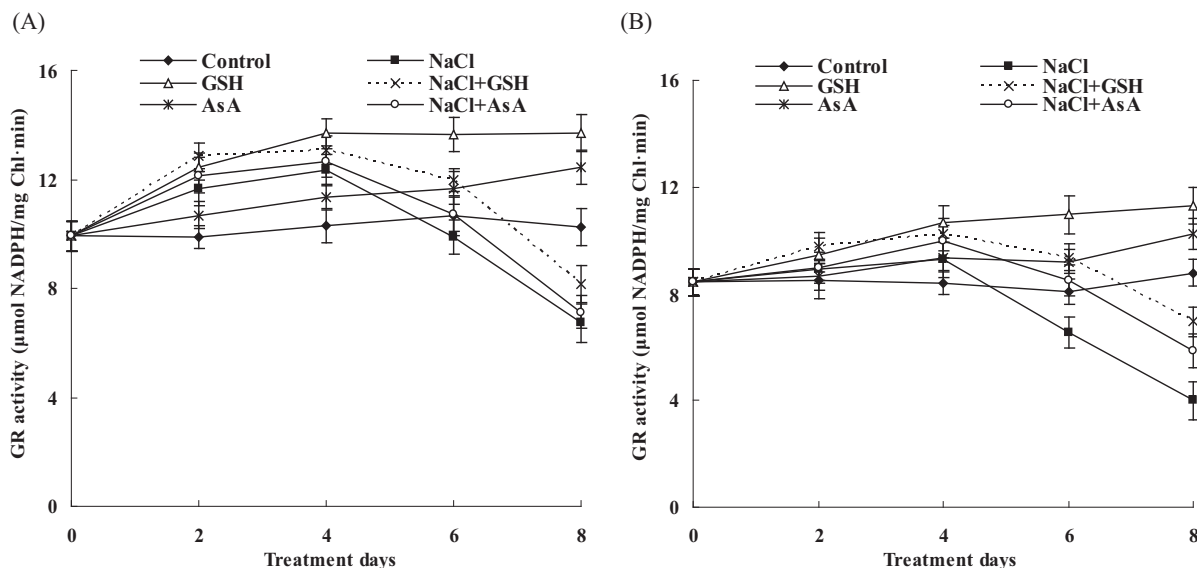 (A)
Control
NaCl
GSH
NaCl+GSH
AsA
NaCl+AsA
16
12
8
4
0
GR activity (μmol NADPH/mg Chl·min)
0 2 4 6 8
Treatment days
(B)
Control
NaCl
GSH
NaCl+GSH
AsA
NaCl+AsA
16
12
8
4
0
GR activity (μmol NADPH/mg Chl·min)
0 2 4 6 8
Treatment days